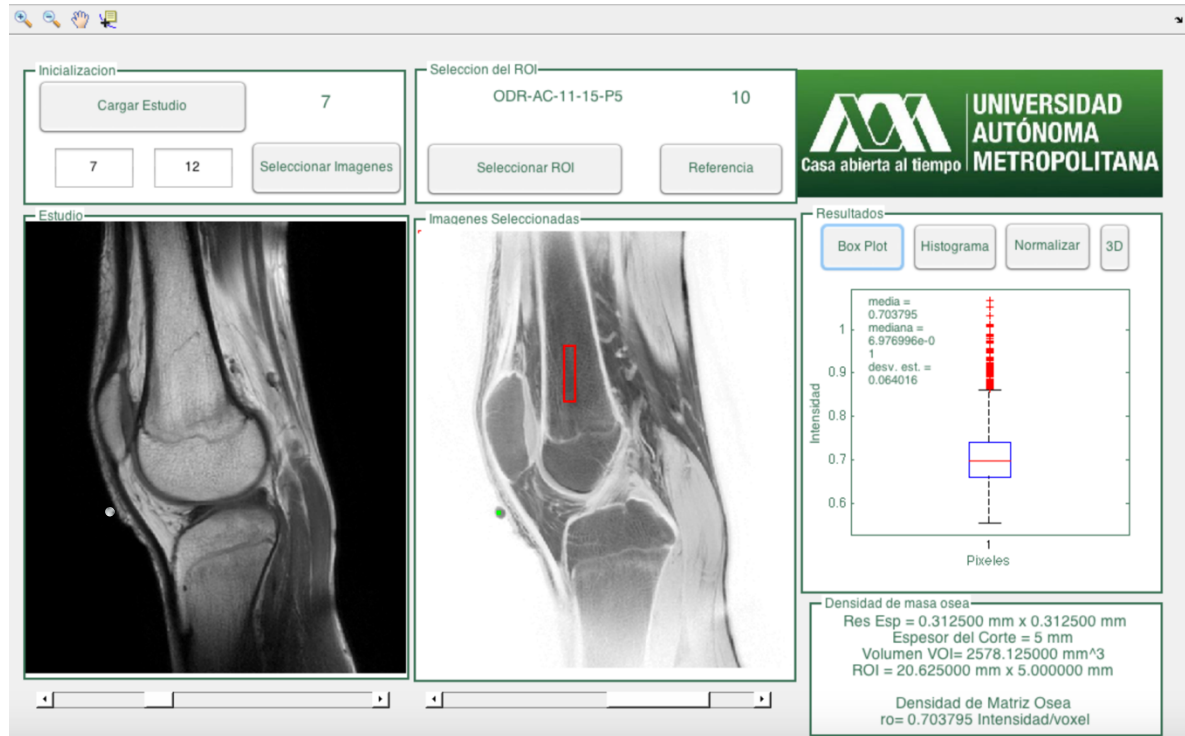 Inicializacion
Cargar Estudio
7
7
12
Seleccionar Imagenes
Seleccion del ROI
ODR-AC-11-15-P5
10
Seleccionar ROI
Referencia
UNIVERSIDAD
AUTÓNOMA
METROPOLITANA
Casa abierta al tiempo
Estudio
Imagenes Seleccionadas
Resultados
Box Plot
Histograma
Normalizar
3D
media =
0.703795
mediana =
6.976996e-0
1
desv. est. =
0.064016
1
0.9
0.8
0.7
0.6
Intensidad
1
Pixeles
Densidad de masa osea
Res Esp = 0.312500 mm x 0.312500 mm
Espesor del Corte = 5 mm
Volumen VOI= 2578.125000 mm^3
ROI = 20.625000 mm x 5.000000 mm
Densidad de Matriz Osea
ro= 0.703795 Intensidad/voxel